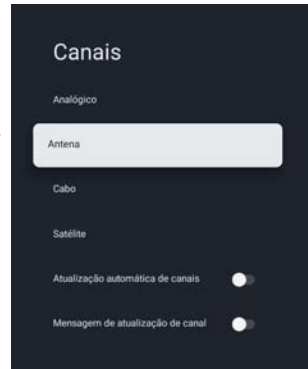 Canais
Analógico
Antena
Cabo
Satélite
Atualização automática de canais
Mensagem de atualização de canal